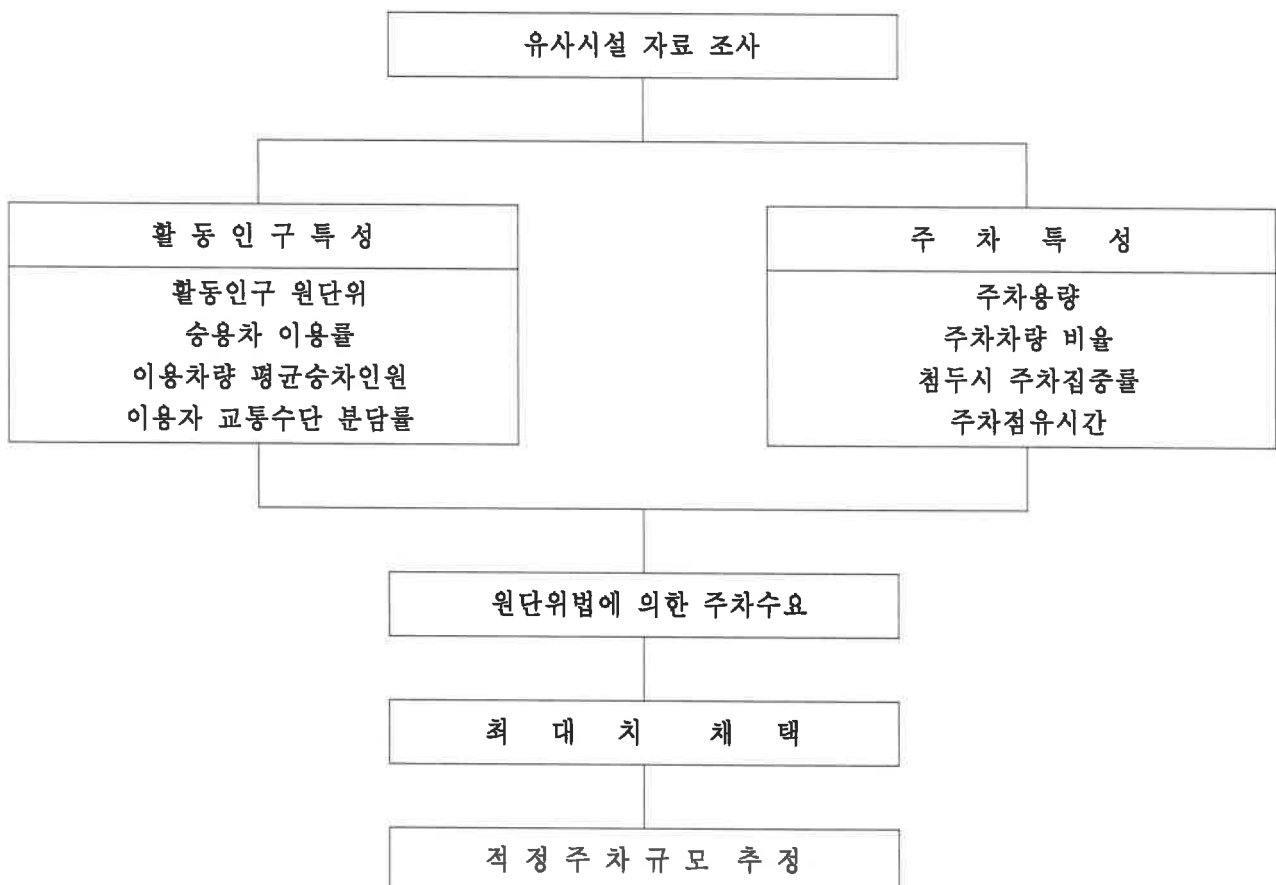 유사시설 자료 조사
활 동 인 구 특 성
활동인구 원단위
승용차 이용률
이용차량 평균승차인원
이용자 교통수단 분담률
주 차 특 성
주차용량
주차차량 비율
첨두시 주차집중률
주차점유시간
원단위법에 의한 주차수요
최 대 치 채 택
적 정 주 차 규 모 추 정